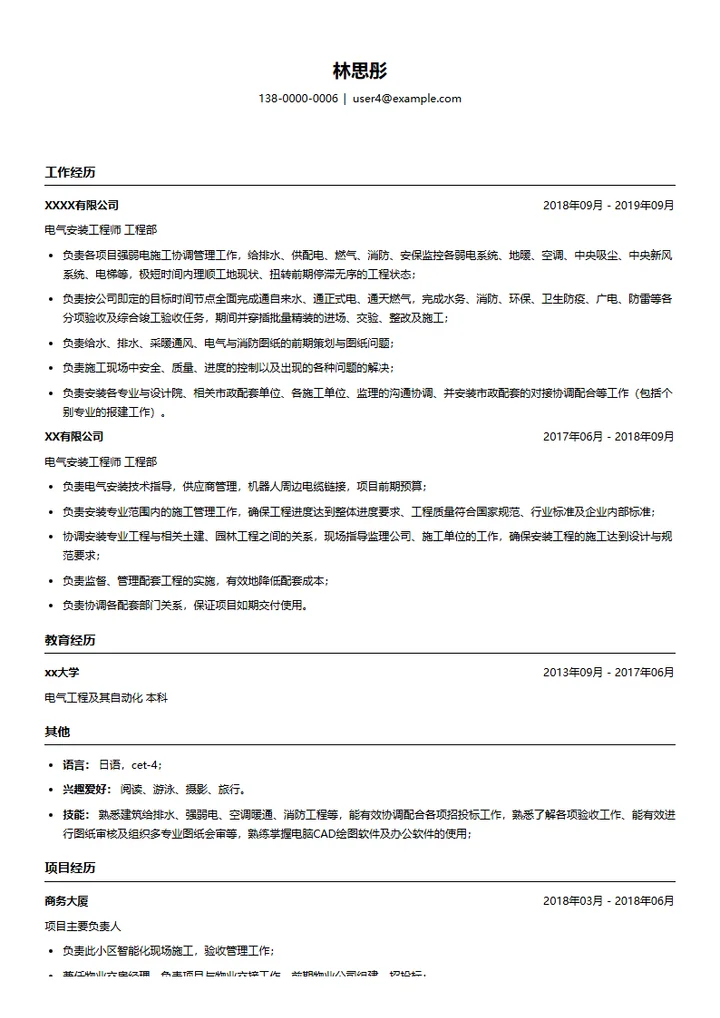 林思彤
138-0000-0006 | user4@example.com
工作经历
XXXX有限公司 2018年09月 - 2019年09月
电气安装工程师 工程部
• 负责各项目强弱电施工协调管理工作，给排水、供配电、燃气、消防、安保监控各弱电系统、地暖、空调、中央吸尘、中央新风
系统、电梯等，极短时间内理顺工地现状、扭转前期停滞无序的工程状态；
• 负责按公司即定的目标时间节点全面完成通自来水、通正式电、通天燃气，完成水务、消防、环保、卫生防疫、广电、防雷等各
分项验收及综合竣工验收任务，期间并穿插批量精装的进场、交验、整改及施工；
• 负责给水、排水、采暖通风、电气与消防图纸的前期策划与图纸问题；
• 负责施工现场中安全、质量、进度的控制以及出现的各种问题的解决；
• 负责安装各专业与设计院、相关市政配套单位、各施工单位、监理的沟通协调、并安装市政配套的对接协调配合等工作（包括个
别专业的报建工作）。
XX有限公司 2017年06月 - 2018年09月
电气安装工程师 工程部
• 负责电气安装技术指导，供应商管理，机器人周边电缆链接，项目前期预算；
• 负责安装专业范围内的施工管理工作，确保工程进度达到整体进度要求、工程质量符合国家规范、行业标准及企业内部标准；
• 协调安装专业工程与相关土建、园林工程之间的关系，现场指导监理公司、施工单位的工作，确保安装工程的施工达到设计与规
范要求；
• 负责监督、管理配套工程的实施，有效地降低配套成本；
• 负责协调各配套部门关系，保证项目如期交付使用。
教育经历
xx大学 2013年09月 - 2017年06月
电气工程及其自动化 本科
其他
• 语言： 日语，cet-4；
• 兴趣爱好： 阅读、游泳、摄影、旅行。
• 技能： 熟悉建筑给排水、强弱电、空调暖通、消防工程等，能有效协调配合各项招投标工作，熟悉了解各项验收工作、能有效进
行图纸审核及组织多专业图纸会审等，熟练掌握电脑CAD绘图软件及办公软件的使用；
项目经历
商务大厦 2018年03月 - 2018年06月
项目主要负责人
• 负责此小区智能化现场施工，验收管理工作；
• 兼任物业交房经理，负责项目与物业交接工作，前期物业公司组建，招投标；